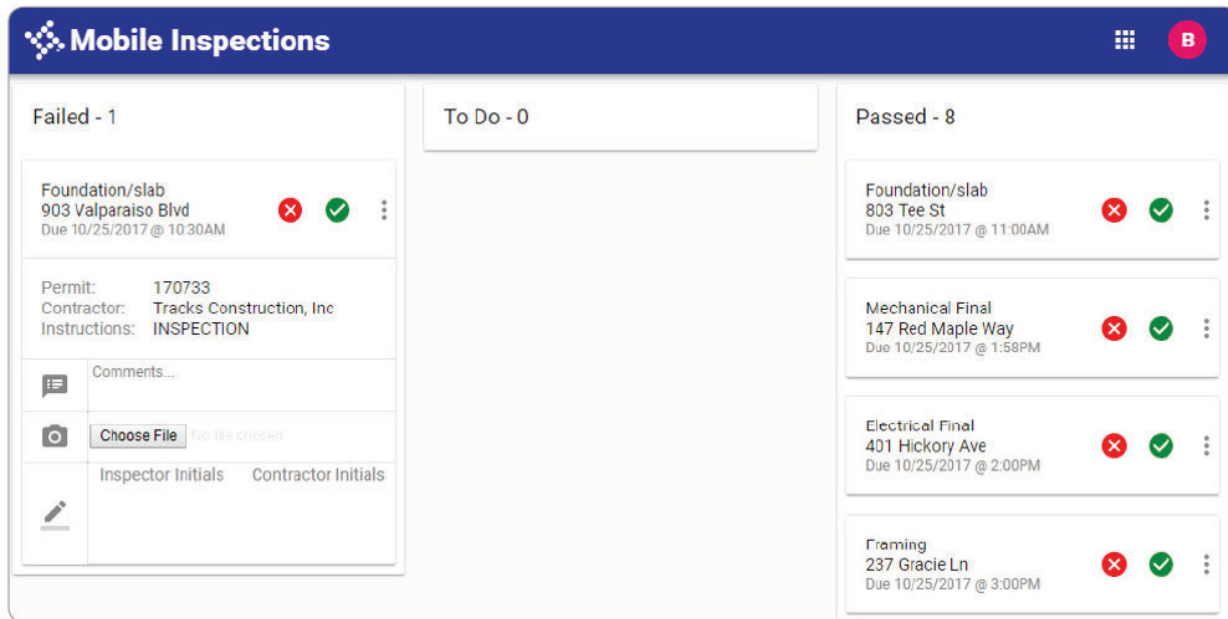 Mobile Inspections
B
Failed - 1
Foundation/slab
903 Valparaiso Blvd
Due 10/25/2017 @ 10:30AM
Permit: 170733
Contractor: Tracks Construction, Inc
Instructions: INSPECTION
Comments...
Choose File No file chosen
Inspector Initials Contractor Initials
To Do - 0
Passed - 8
Foundation/slab
803 Tee St
Due 10/25/2017 @ 11:00AM
Mechanical Final
147 Red Maple Way
Due 10/25/2017 @ 1:58PM
Electrical Final
401 Hickory Ave
Due 10/25/2017 @ 2:00PM
Framing
237 Gracie Ln
Due 10/25/2017 @ 3:00PM